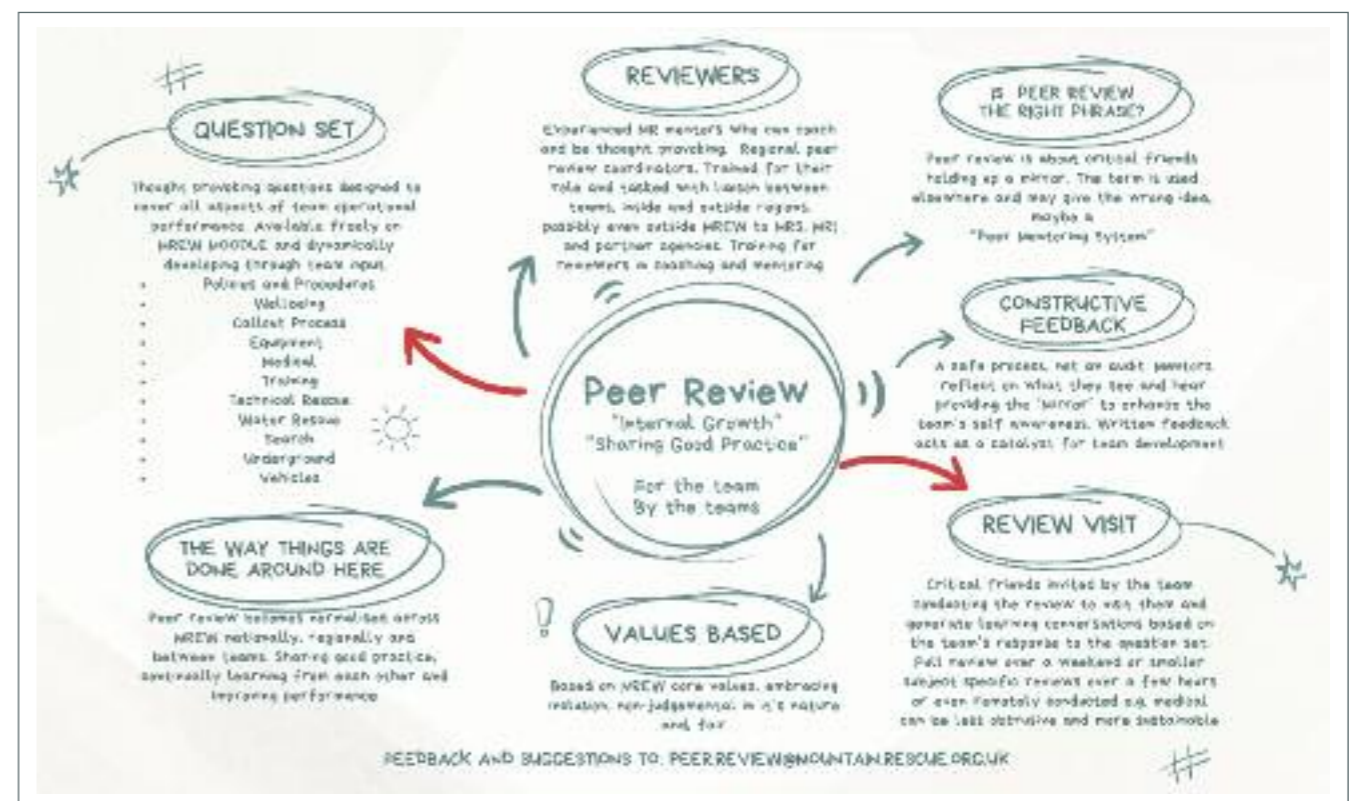 QUESTION SET
Thought provoking questions designed to
cover all aspects of team operational
performance. Available freely on
MREW MOODLE and dynamically
developing through team input
• Policies and Procedures
• Wellbeing
• Callout Process
• Equipment
• Medical
• Training
• Technical Rescue
• Water Rescue
• Search
• Underground
• Vehicles
THE WAY THINGS ARE
DONE AROUND HERE
Peer review becomes normalised across
MREW nationally, regionally and
between teams. Sharing good practice,
continually learning from each other and
improving performance
REVIEWERS
Experienced MR mentors who can coach
and be thought provoking. Regional peer
review coordinators. Trained for their
role and tasked with liaison between
teams, inside and outside regions,
possibly even outside MREW to MRS, MRI
and partner agencies. Training for
reviewers in coaching and mentoring
Peer Review
"Internal Growth"
"Sharing Good Practice"
For the team
By the teams
VALUES BASED
Based on MREW core values, embracing
inclusion, non-judgemental in it's nature
and fair
IS PEER REVIEW
THE RIGHT PHRASE?
Peer review is about critical friends
holding up a mirror. The term is used
elsewhere and may give the wrong idea,
maybe a
"Peer Mentoring System"
CONSTRUCTIVE
FEEDBACK
A safe process, not an audit. Mentors
reflect on what they see and hear
providing the 'mirror' to enhance the
team's self awareness. Written feedback
acts as a catalyst for team development
REVIEW VISIT
Critical friends invited by the team
conducting the review to visit them and
generate learning conversations based on
the team's response to the question set.
Full review over a weekend or smaller
subject specific reviews over a few hours
or even remotely conducted e.g. medical
can be less obtrusive and more sustainable
FEEDBACK AND SUGGESTIONS TO: PEER.REVIEW@MOUNTAIN.RESCUE.ORG.UK